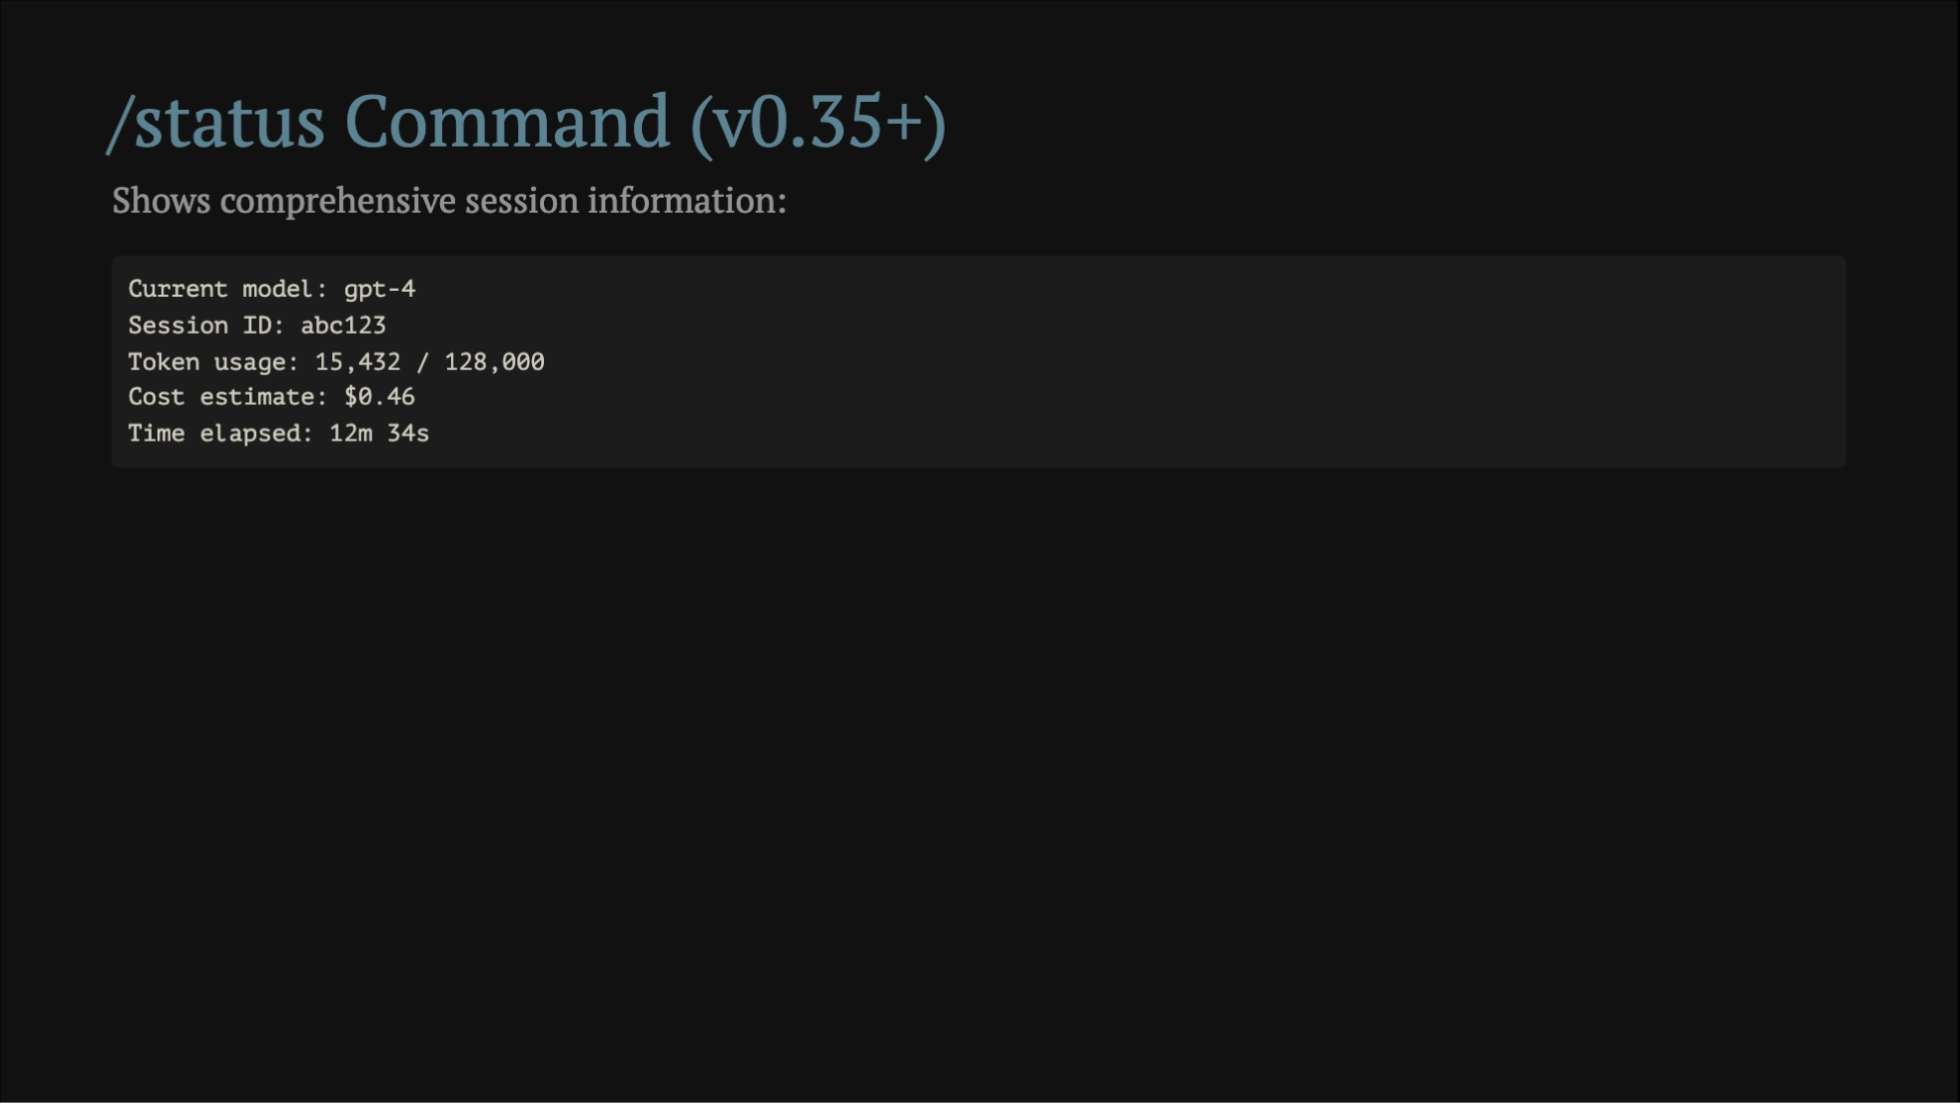 /status Command (v0.35+)
Shows comprehensive session information:
Current model: gpt-4
Session ID: abc123
Token usage: 15,432 / 128,000
Cost estimate: $0.46
Time elapsed: 12m 34s